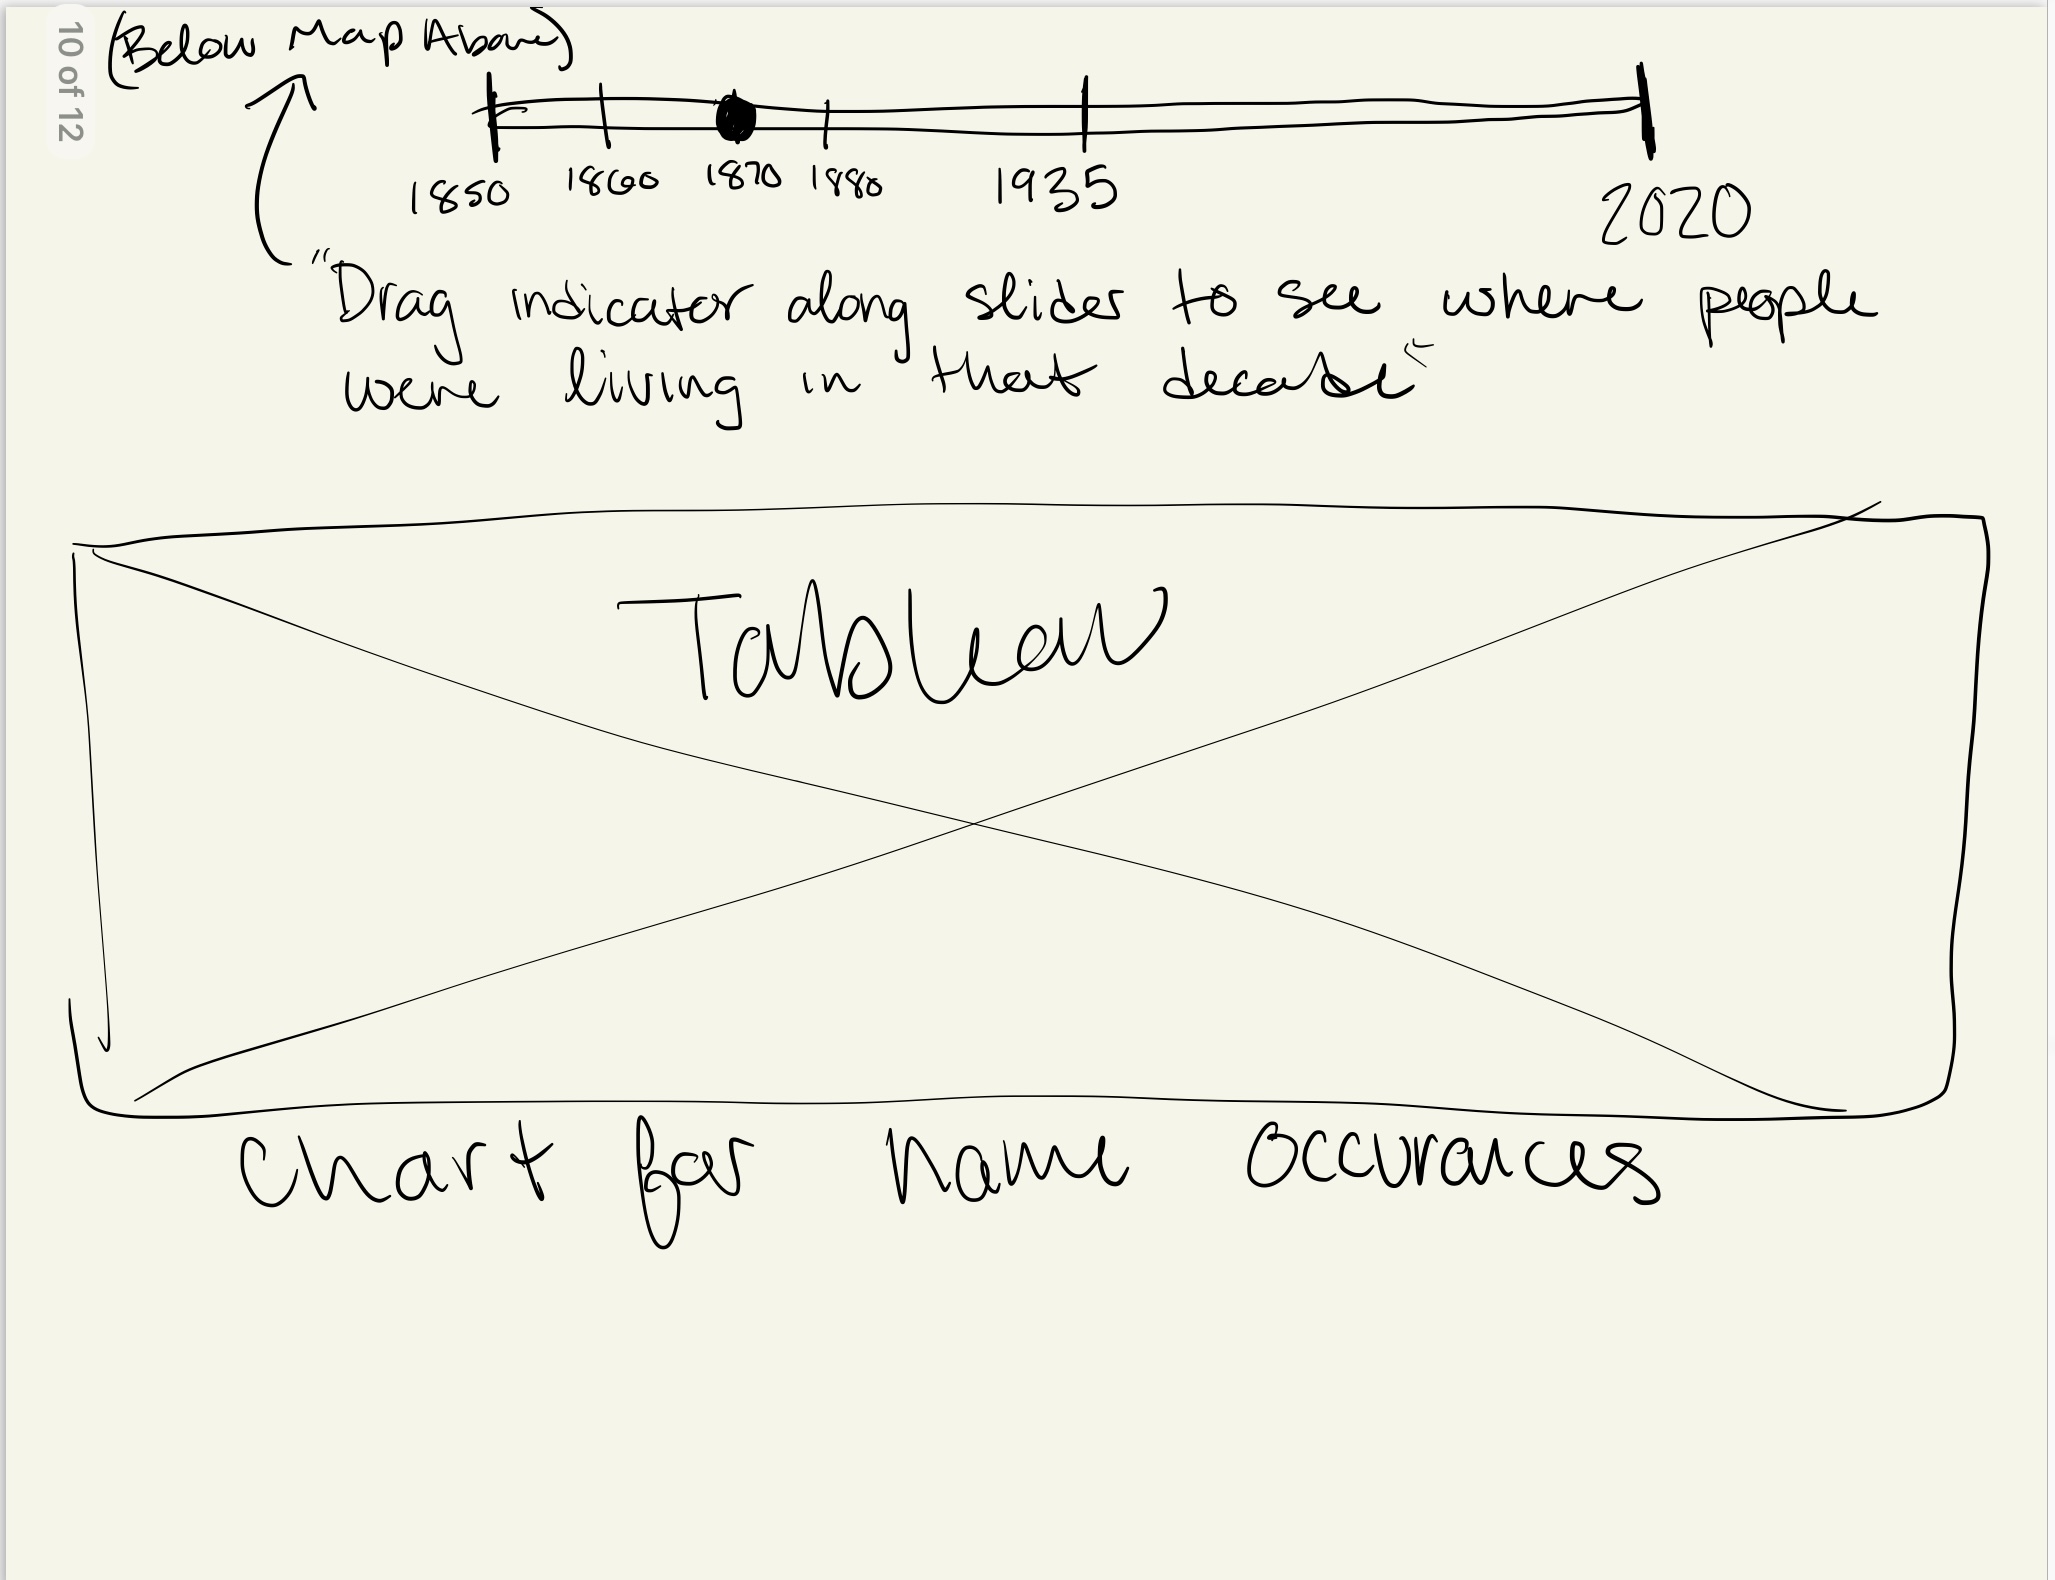 10 of 12
(Below Map Above)
1850 1860 1870 1880 1935 2020
"Drag indicator along slider to see where people
were living in that decade"
Tableau
Chart for name occurances